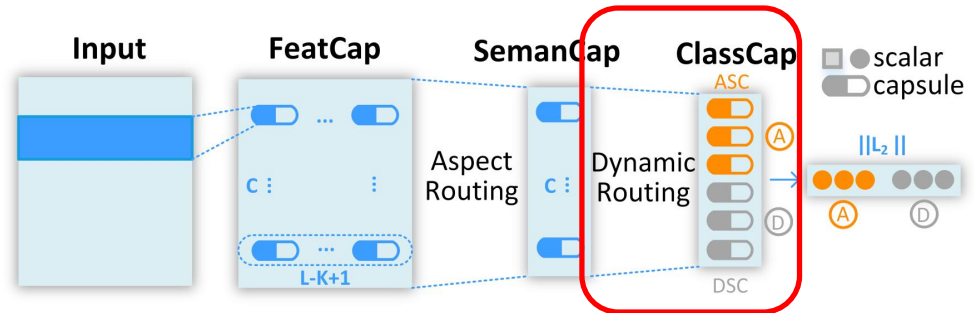 Input
FeatCap
SemanCap
ClassCap
scalar
capsule
ASC
...
...
A
||L₂ ||
Aspect
Routing
Dynamic
Routing
C ⋮
⋮
C ⋮
D
A
D
...
L-K+1
DSC